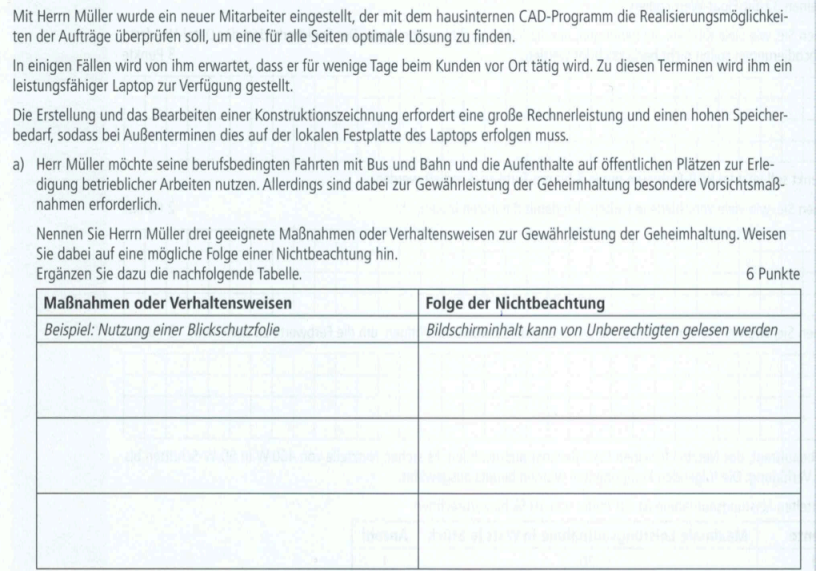 Mit Herrn Müller wurde ein neuer Mitarbeiter eingestellt, der mit dem hausinternen CAD-Programm die Realisierungsmöglichkei-
ten der Aufträge überprüfen soll, um eine für alle Seiten optimale Lösung zu finden.
In einigen Fällen wird von ihm erwartet, dass er für wenige Tage beim Kunden vor Ort tätig wird. Zu diesen Terminen wird ihm ein
leistungsfähiger Laptop zur Verfügung gestellt.
Die Erstellung und das Bearbeiten einer Konstruktionszeichnung erfordert eine große Rechnerleistung und einen hohen Speicher-
bedarf, sodass bei Außenterminen dies auf der lokalen Festplatte des Laptops erfolgen muss.
a) Herr Müller möchte seine berufsbedingten Fahrten mit Bus und Bahn und die Aufenthalte auf öffentlichen Plätzen zur Erle-
digung betrieblicher Arbeiten nutzen. Allerdings sind dabei zur Gewährleistung der Geheimhaltung besondere Vorsichtsmaß-
nahmen erforderlich.
Nennen Sie Herrn Müller drei geeignete Maßnahmen oder Verhaltensweisen zur Gewährleistung der Geheimhaltung. Weisen
Sie dabei auf eine mögliche Folge einer Nichtbeachtung hin.
Ergänzen Sie dazu die nachfolgende Tabelle. 6 Punkte
Maßnahmen oder Verhaltensweisen Folge der Nichtbeachtung
Beispiel: Nutzung einer Blickschutzfolie Bildschirminhalt kann von Unberechtigten gelesen werden